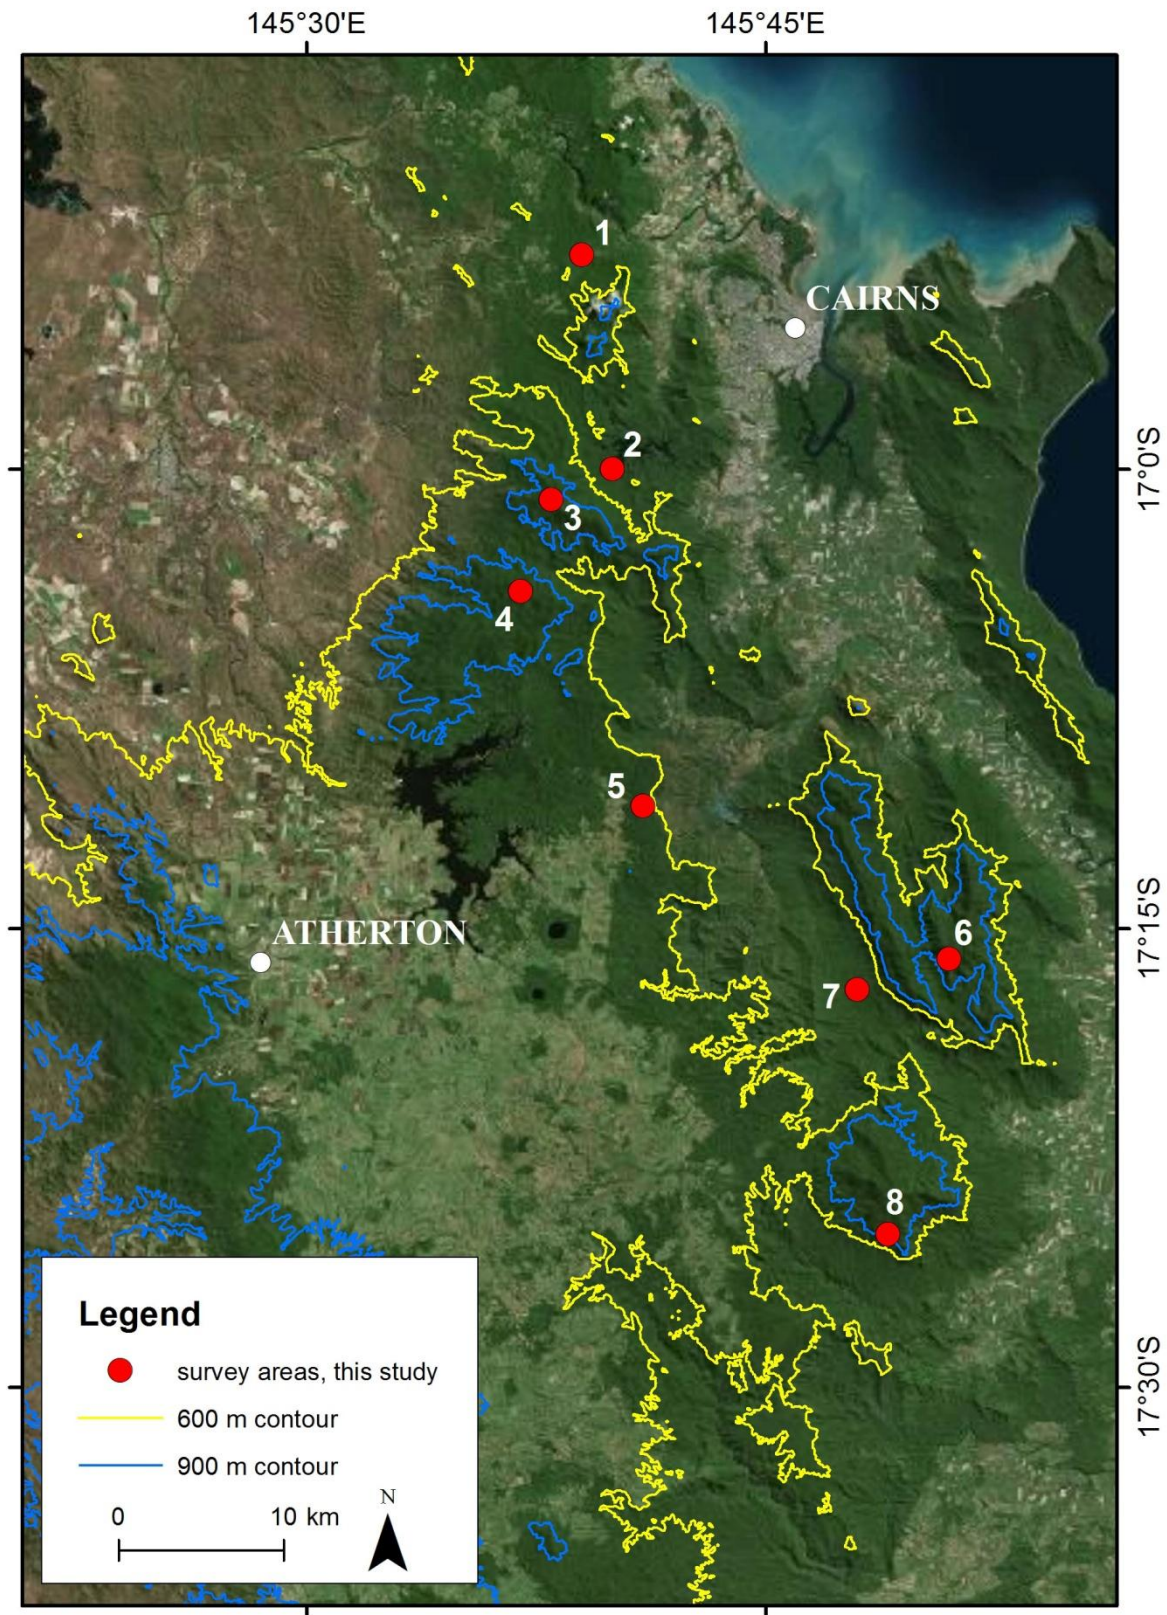 145°30'E
145°45'E
1
CAIRNS
2
17°0'S
3
4
5
ATHERTON
17°15'S
6
7
8
Legend
survey areas, this study
17°30'S
600 m contour
900 m contour
N
0 10 km